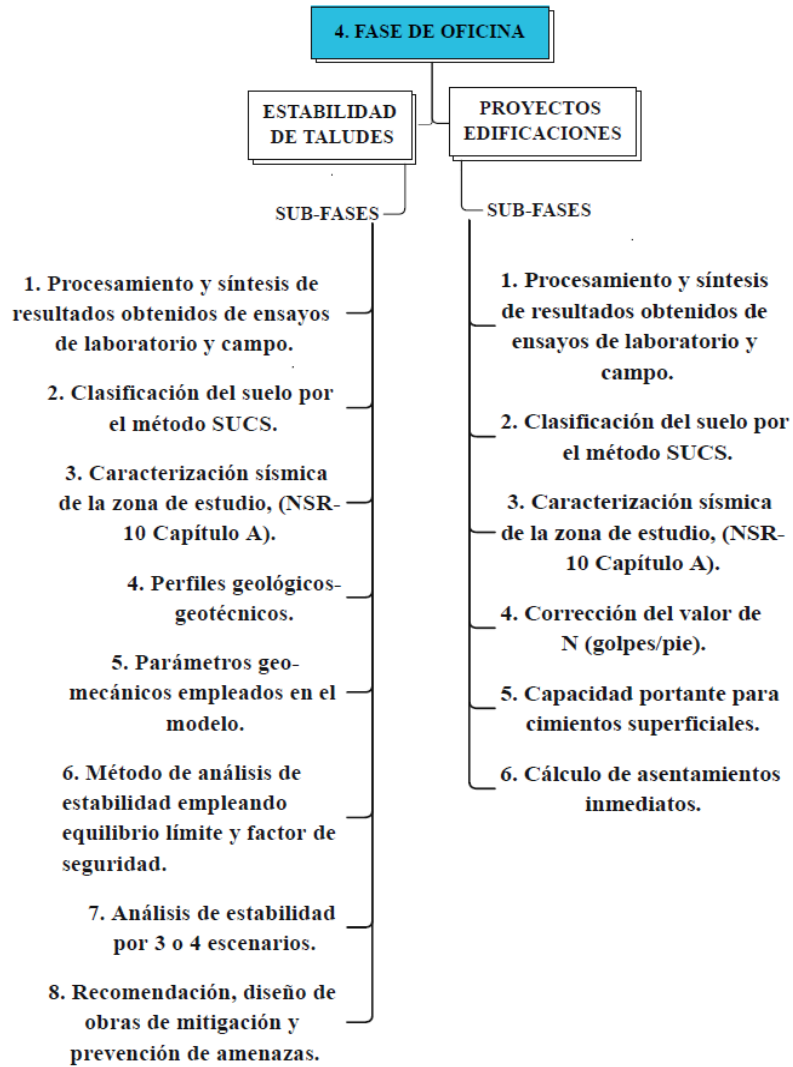 4. FASE DE OFICINA
ESTABILIDAD
DE TALUDES
SUB-FASES
1. Procesamiento y síntesis de
resultados obtenidos de ensayos
de laboratorio y campo.
2. Clasificación del suelo por
el método SUCS.
3. Caracterización sísmica
de la zona de estudio, (NSR-
10 Capítulo A).
4. Perfiles geológicos-
geotécnicos.
5. Parámetros geo-
mecánicos empleados en el
modelo.
6. Método de análisis de
estabilidad empleando
equilibrio límite y factor de
seguridad.
7. Análisis de estabilidad
por 3 o 4 escenarios.
8. Recomendación, diseño de
obras de mitigación y
prevención de amenazas.
PROYECTOS
EDIFICACIONES
SUB-FASES
1. Procesamiento y síntesis
de resultados obtenidos de
ensayos de laboratorio y
campo.
2. Clasificación del suelo por
el método SUCS.
3. Caracterización sísmica
de la zona de estudio, (NSR-
10 Capítulo A).
4. Corrección del valor de
N (golpes/pie).
5. Capacidad portante para
cimientos superficiales.
6. Cálculo de asentamientos
inmediatos.